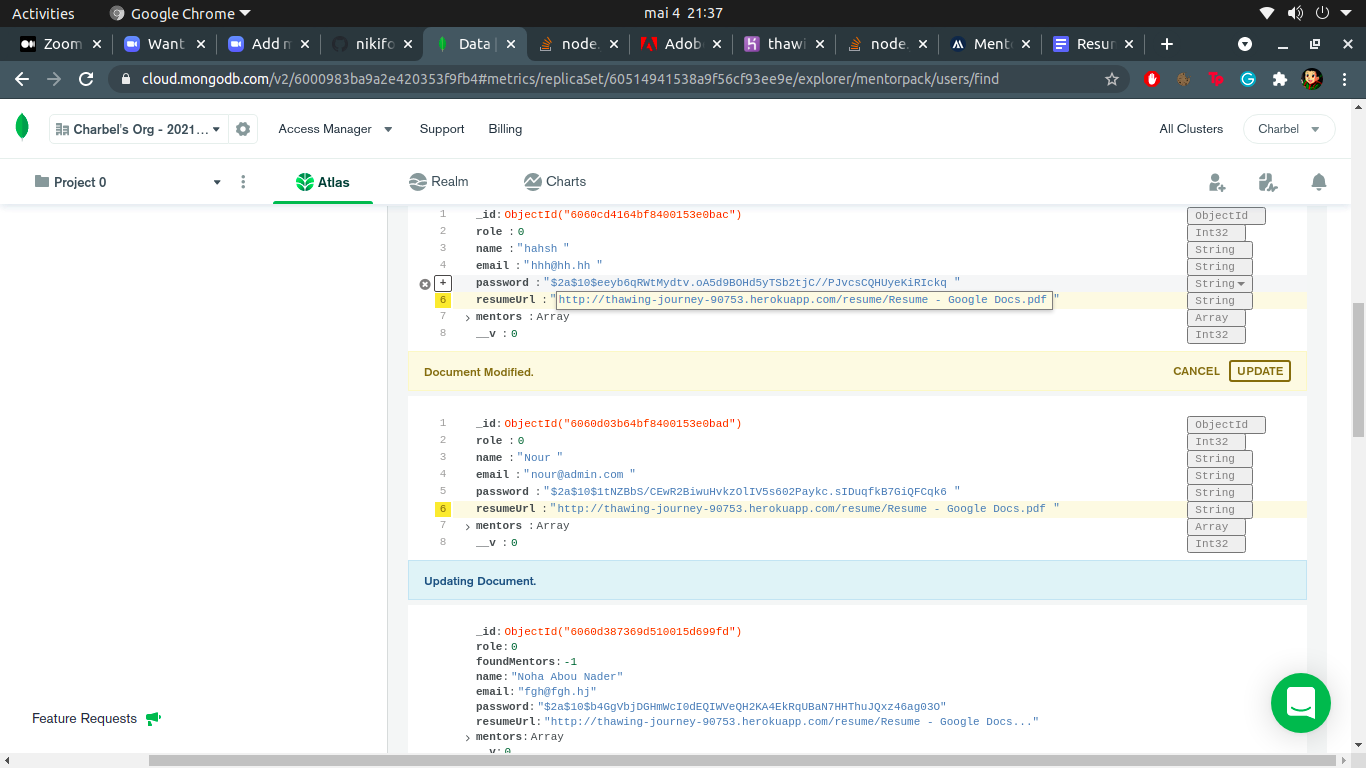 Activities Google Chrome mai 4 21:37
Zoom Want Add m nikifo Data | node. Adob thawi node. Ment Resur
cloud.mongodb.com/v2/6000983ba9a2e420353f9fb4#metrics/replicaSet/60514941538a9f56cf93ee9e/explorer/mentorpack/users/find
Charbel's Org - 2021... Access Manager Support Billing All Clusters Charbel
Project 0 Atlas Realm Charts
1 _id: ObjectId("6060cd4164bf8400153e0bac") ObjectId
2 role : 0 Int32
3 name : "hahsh " String
4 email : "hhh@hh.hh " String
+ password : "$2a$10$eeyb6qRWtMydtv.oA5d9BOHd5yTSb2tjC//PJvcsCQHUyeKiRIckq " String
6 resumeUrl : "http://thawing-journey-90753.herokuapp.com/resume/Resume - Google Docs.pdf " String
7 mentors : Array Array
8 __v : 0 Int32
Document Modified. CANCEL UPDATE
1 _id: ObjectId("6060d03b64bf8400153e0bad") ObjectId
2 role : 0 Int32
3 name : "Nour " String
4 email : "nour@admin.com " String
5 password : "$2a$10$1tNZBbS/CEwR2BiwuHvkzOlIV5s602Paykc.sIDuqfkB7GiQFCqk6 " String
6 resumeUrl : "http://thawing-journey-90753.herokuapp.com/resume/Resume - Google Docs.pdf " String
7 mentors : Array Array
8 __v : 0 Int32
Updating Document.
_id: ObjectId("6060d387369d510015d699fd")
role: 0
foundMentors: -1
name: "Noha Abou Nader"
email: "fgh@fgh.hj"
password: "$2a$10$b4GgVbjDGHmWcI0dEQIWVeQH2KA4EkRqUBaN7HHThuJQxz46ag03O"
resumeUrl: "http://thawing-journey-90753.herokuapp.com/resume/Resume - Google Docs..."
mentors: Array
__v: 0
Feature Requests